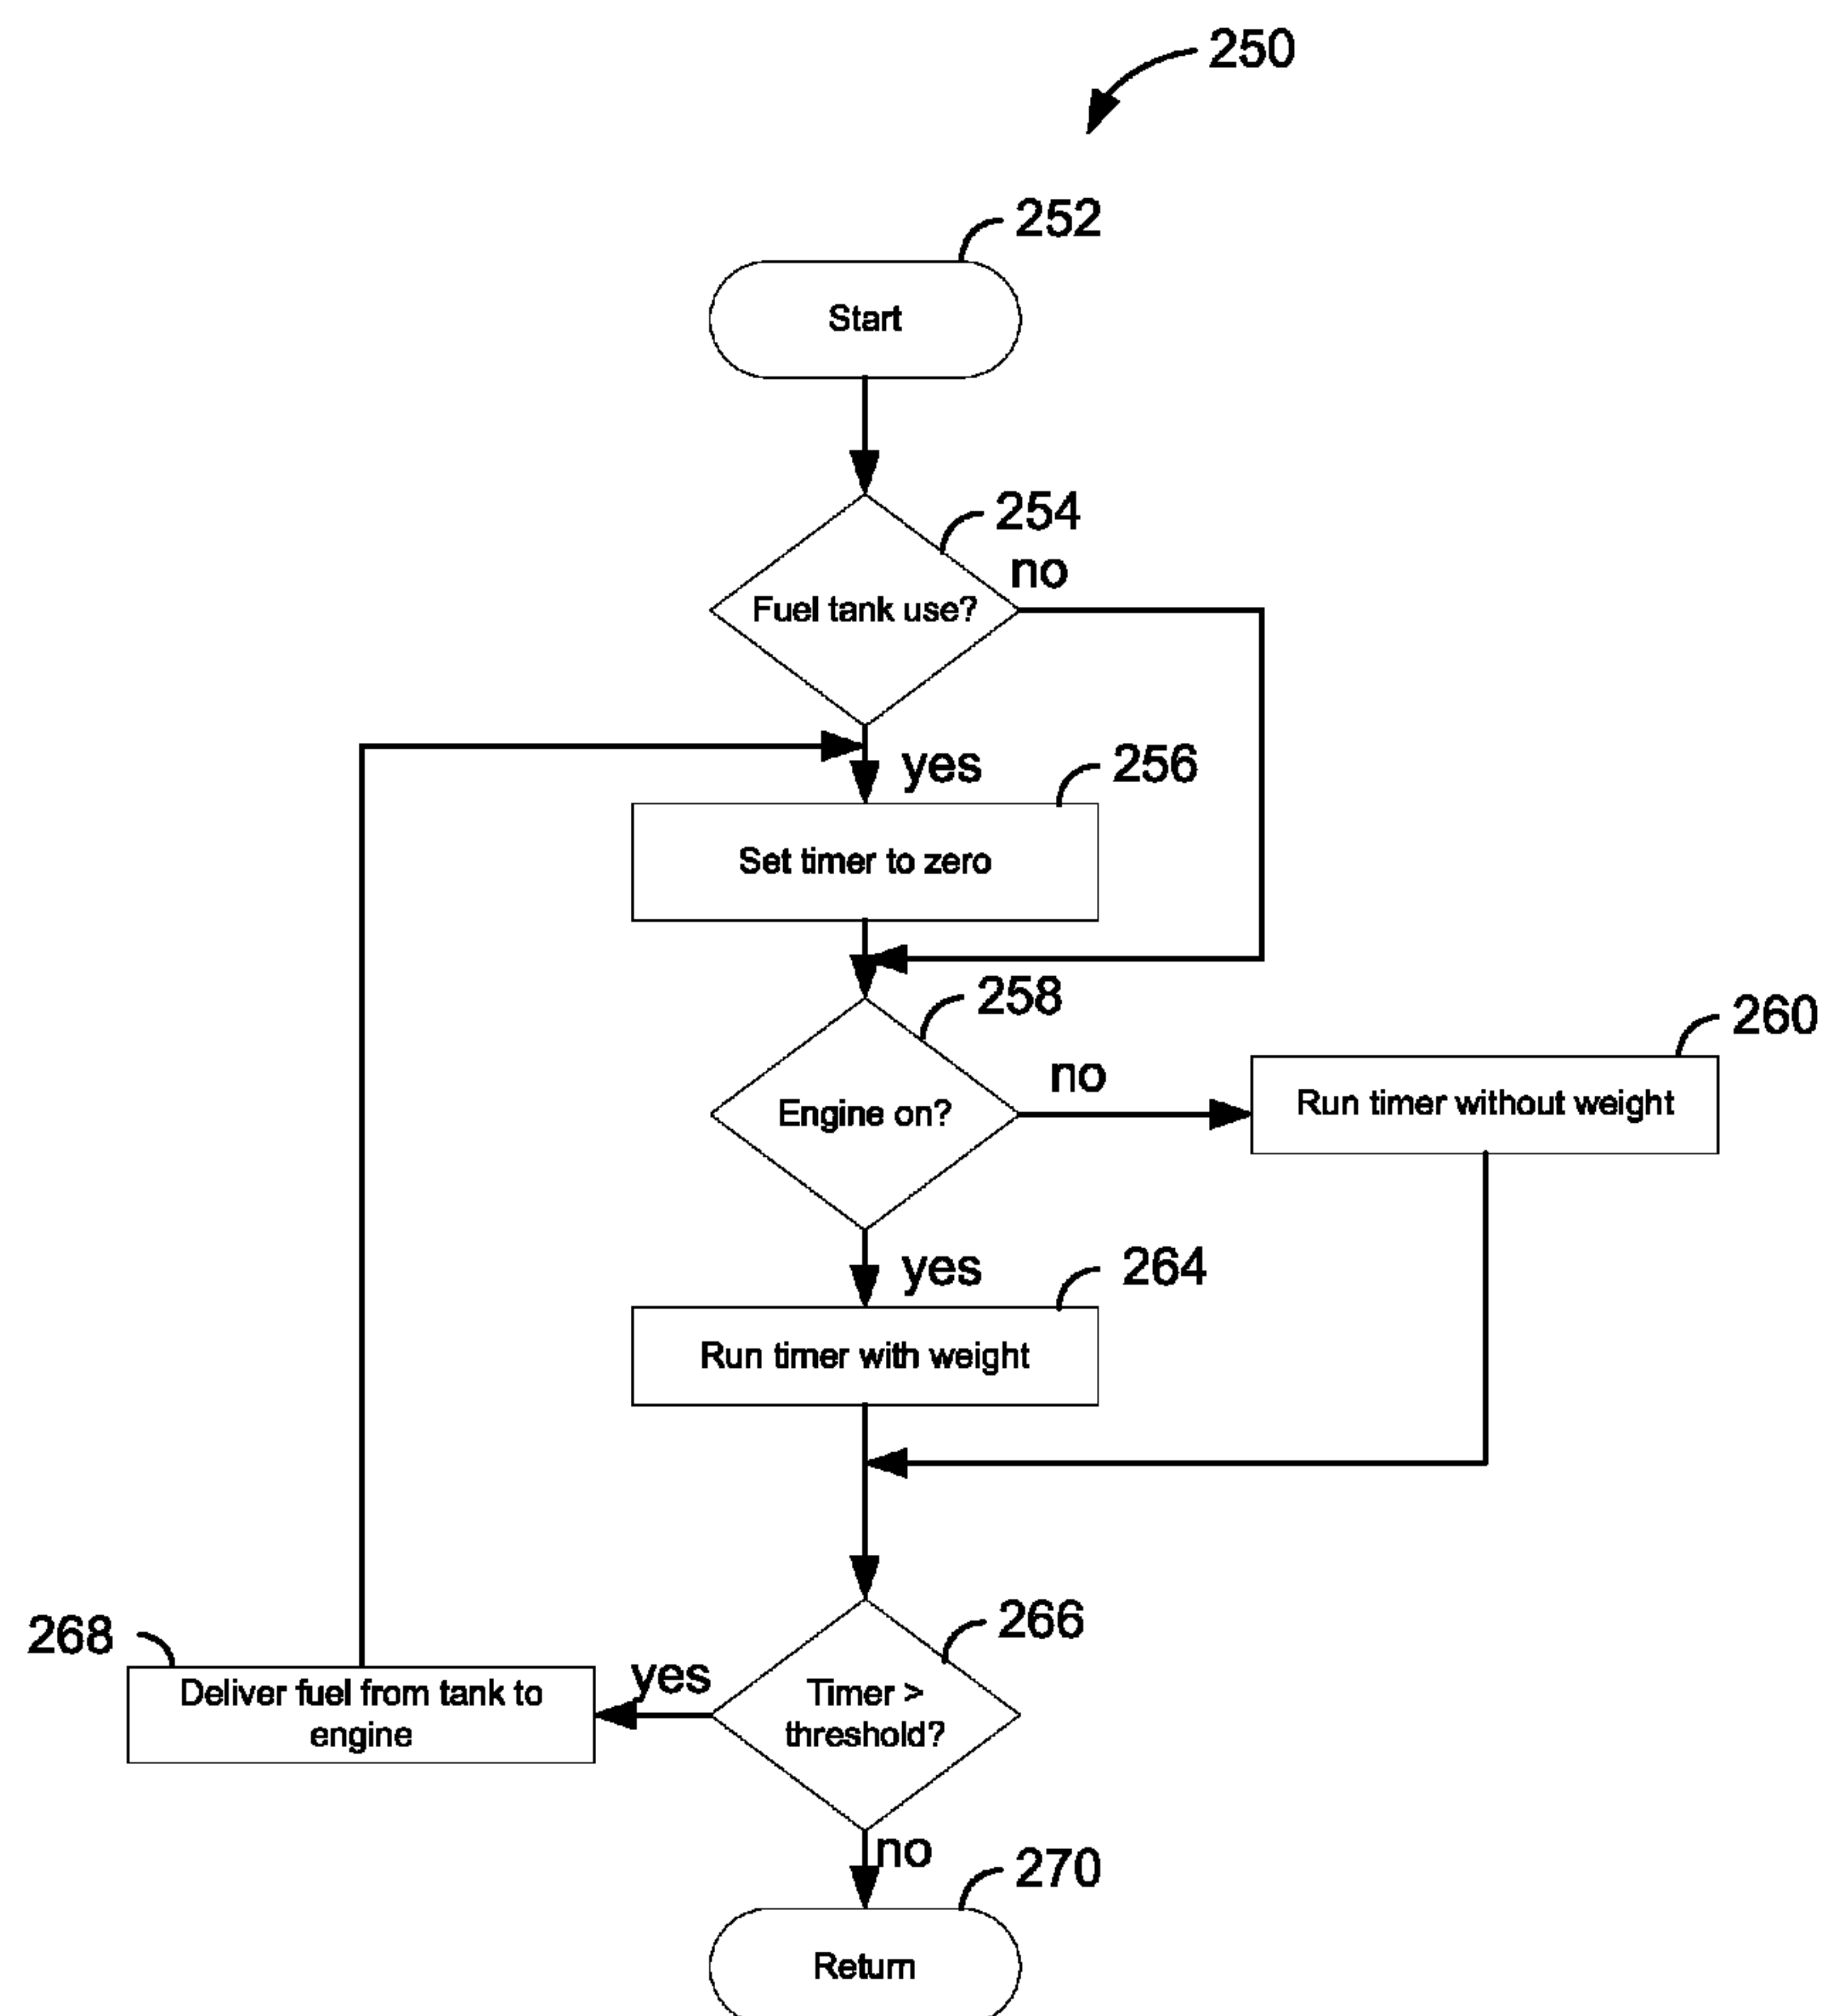 250
252
Start
254
no
Fuel tank use?
yes
256
Set timer to zero
258
260
no
Engine on?
Run timer without weight
yes
264
Run timer with weight
266
268
yes
Deliver fuel from tank to
engine
Timer >
threshold?
no
270
Return